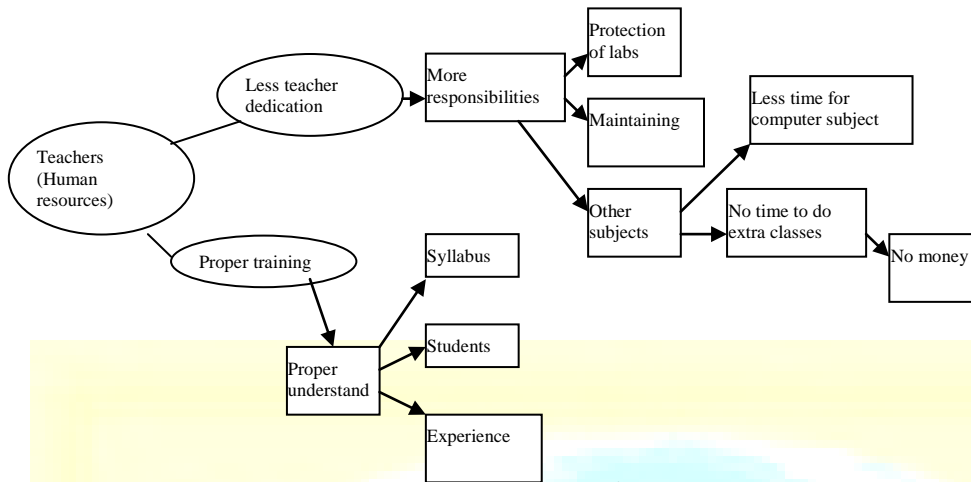 Protection
of labs
Less teacher
dedication
More
responsibilities
Less time for
computer subject
Maintaining
Teachers
(Human
resources)
Other
subjects
No time to do
extra classes
No money
Proper training
Syllabus
Students
Proper
understand
Experience